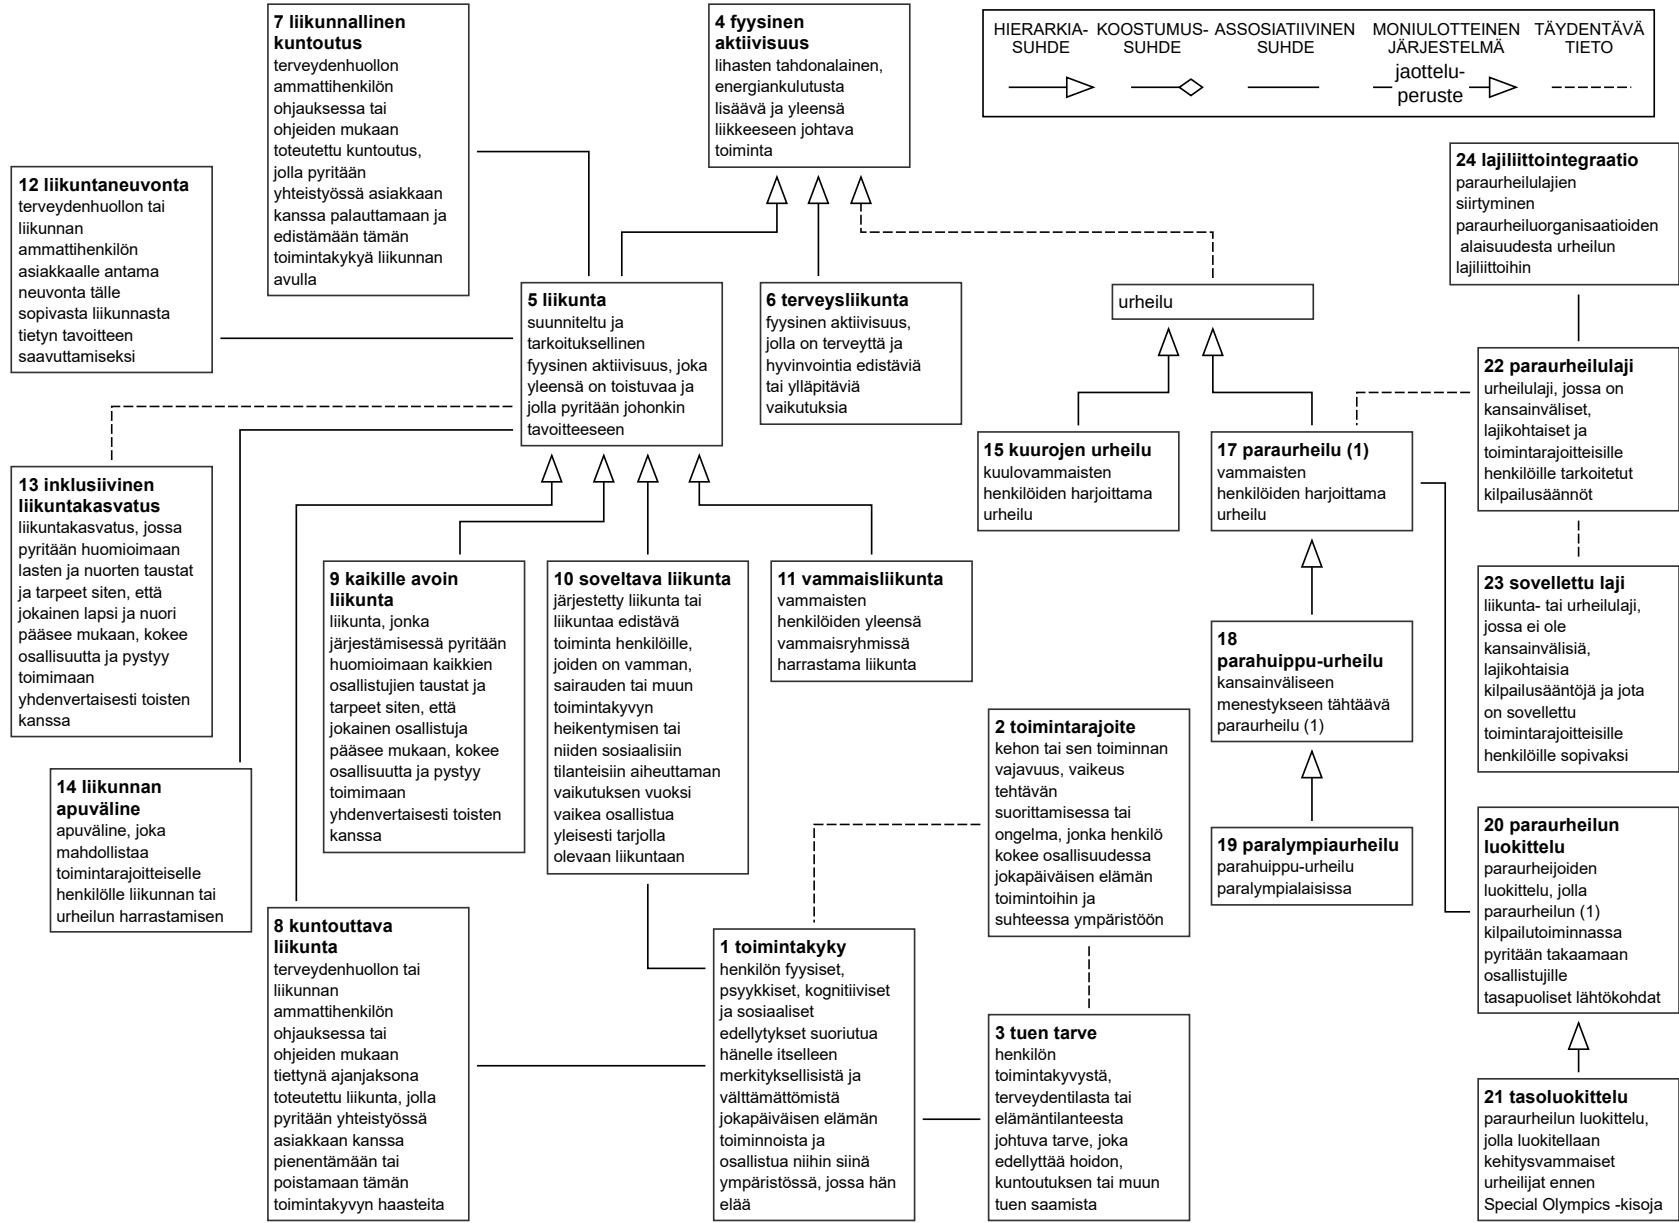 7 liikunnallinen
kuntoutus
terveydenhuollon
ammattihenkilön
ohjauksessa tai
ohjeiden mukaan
toteutettu kuntoutus,
jolla pyritään
yhteistyössä asiakkaan
kanssa palauttamaan ja
edistämään tämän
toimintakykyä liikunnan
avulla
4 fyysinen
aktiivisuus
lihasten tahdonalainen,
energiankulutusta
lisäävä ja yleensä
liikkeeseen johtava
toiminta
HIERARKIA-
SUHDE
KOOSTUMUS-
SUHDE
ASSOSIATIIVINEN
SUHDE
MONIULOTTEINEN
JÄRJESTELMÄ
jaottelu-
peruste
TÄYDENTÄVÄ
TIETO
12 liikuntaneuvonta
terveydenhuollon tai
liikunnan
ammattihenkilön
asiakkaalle antama
neuvonta tälle
sopivasta liikunnasta
tietyn tavoitteen
saavuttamiseksi
24 lajiliittointegraatio
paraurheilulajien
siirtyminen
paraurheiluorganisaatioiden
alaisuudesta urheilun
lajiliittoihin
5 liikunta
suunniteltu ja
tarkoituksellinen
fyysinen aktiivisuus, joka
yleensä on toistuvaa ja
jolla pyritään johonkin
tavoitteeseen
6 terveysliikunta
fyysinen aktiivisuus,
jolla on terveyttä ja
hyvinvointia edistäviä
tai ylläpitäviä
vaikutuksia
urheilu
22 paraurheilulaji
urheilulaji, jossa on
kansainväliset,
lajikohtaiset ja
toimintarajoitteisille
henkilöille tarkoitetut
kilpailusäännöt
15 kuurojen urheilu
kuulovammaisten
henkilöiden harjoittama
urheilu
17 paraurheilu (1)
vammaisten
henkilöiden harjoittama
urheilu
13 inklusiivinen
liikuntakasvatus
liikuntakasvatus, jossa
pyritään huomioimaan
lasten ja nuorten taustat
ja tarpeet siten, että
jokainen lapsi ja nuori
pääsee mukaan, kokee
osallisuutta ja pystyy
toimimaan
yhdenvertaisesti toisten
kanssa
9 kaikille avoin
liikunta
liikunta, jonka
järjestämisessä pyritään
huomioimaan kaikkien
osallistujien taustat ja
tarpeet siten, että
jokainen osallistuja
pääsee mukaan, kokee
osallisuutta ja pystyy
toimimaan
yhdenvertaisesti toisten
kanssa
10 soveltava liikunta
järjestetty liikunta tai
liikuntaa edistävä
toiminta henkilöille,
joiden on vamman,
sairauden tai muun
toimintakyvyn
heikentymisen tai
niiden sosiaalisiin
tilanteisiin aiheuttaman
vaikutuksen vuoksi
vaikea osallistua
yleisesti tarjolla
olevaan liikuntaan
11 vammaisliikunta
vammaisten
henkilöiden yleensä
vammaisryhmissä
harrastama liikunta
23 sovellettu laji
liikunta- tai urheilulaji,
jossa ei ole
kansainvälisiä,
lajikohtaisia
kilpailusääntöjä ja jota
on sovellettu
toimintarajoitteisille
henkilöille sopivaksi
18
parahuippu-urheilu
kansainväliseen
menestykseen tähtäävä
paraurheilu (1)
2 toimintarajoite
kehon tai sen toiminnan
vajavuus, vaikeus
tehtävän
suorittamisessa tai
ongelma, jonka henkilö
kokee osallisuudessa
jokapäiväisen elämän
toimintoihin ja
suhteessa ympäristöön
14 liikunnan
apuväline
apuväline, joka
mahdollistaa
toimintarajoitteiselle
henkilölle liikunnan tai
urheilun harrastamisen
19 paralympiaurheilu
parahuippu-urheilu
paralympialaisissa
20 paraurheilun
luokittelu
paraurheijoiden
luokittelu, jolla
paraurheilun (1)
kilpailutoiminnassa
pyritään takaamaan
osallistujille
tasapuoliset lähtökohdat
8 kuntouttava
liikunta
terveydenhuollon tai
liikunnan
ammattihenkilön
ohjauksessa tai
ohjeiden mukaan
tiettynä ajanjaksona
toteutettu liikunta, jolla
pyritään yhteistyössä
asiakkaan kanssa
pienentämään tai
poistamaan tämän
toimintakyvyn haasteita
1 toimintakyky
henkilön fyysiset,
psyykkiset, kognitiiviset
ja sosiaaliset
edellytykset suoriutua
hänelle itselleen
merkityksellisistä ja
välttämättömistä
jokapäiväisen elämän
toiminnoista ja
osallistua niihin siinä
ympäristössä, jossa hän
elää
3 tuen tarve
henkilön
toimintakyvystä,
terveydentilasta tai
elämäntilanteesta
johtuva tarve, joka
edellyttää hoidon,
kuntoutuksen tai muun
tuen saamista
21 tasoluokittelu
paraurheilun luokittelu,
jolla luokitellaan
kehitysvammaiset
urheilijat ennen
Special Olympics -kisoja